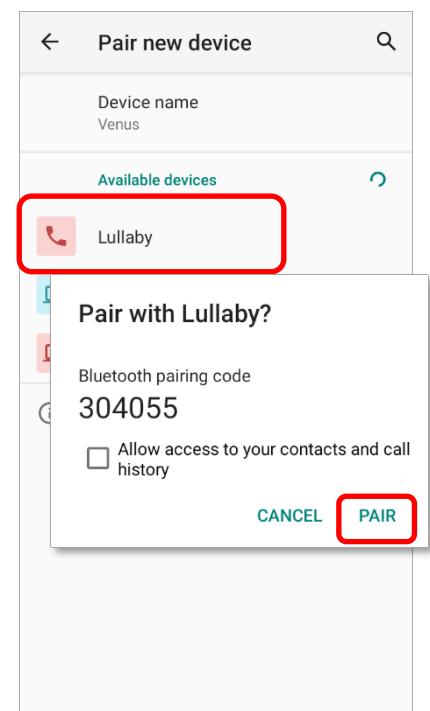 Pair new device
Device name
Venus
Available devices
Lullaby
Pair with Lullaby?
Bluetooth pairing code
304055
Allow access to your contacts and call
history
CANCEL PAIR